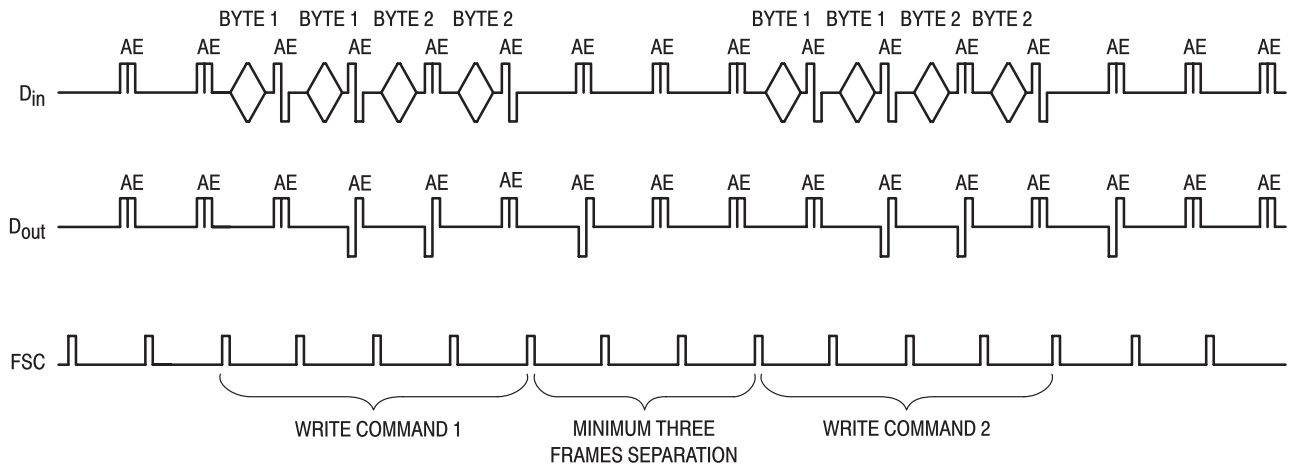 BYTE 1 BYTE 1 BYTE 2 BYTE 2 BYTE 1 BYTE 1 BYTE 2 BYTE 2
AE AE AE AE AE AE AE AE AE AE AE AE AE AE AE AE
Din
AE AE AE AE AE AE AE AE AE AE AE AE AE AE AE AE
Dout
FSC
WRITE COMMAND 1
MINIMUM THREE
FRAMES SEPARATION
WRITE COMMAND 2